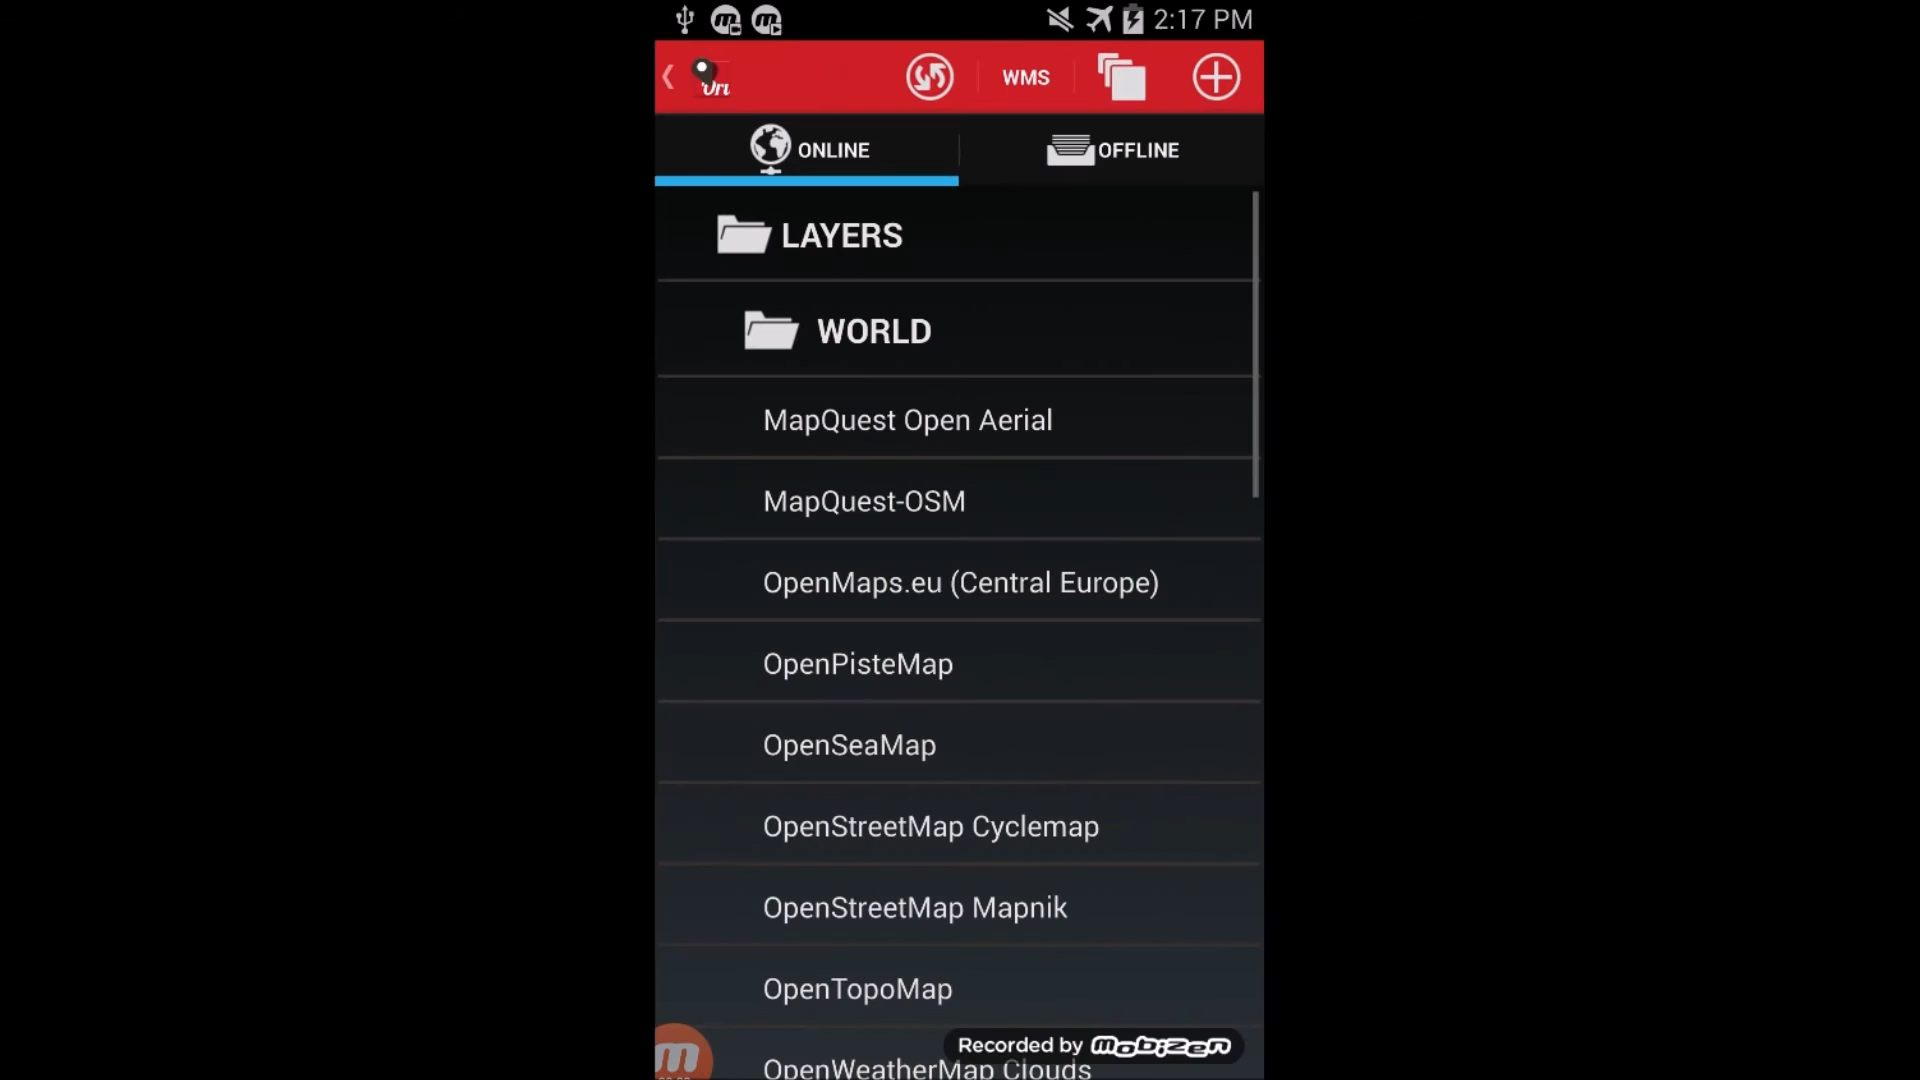 2:17 PM
Oru
WMS
ONLINE
OFFLINE
LAYERS
WORLD
MapQuest Open Aerial
MapQuest-OSM
OpenMaps.eu (Central Europe)
OpenPisteMap
OpenSeaMap
OpenStreetMap Cyclemap
OpenStreetMap Mapnik
OpenTopoMap
Recorded by mobizen
OpenWeatherMap Clouds